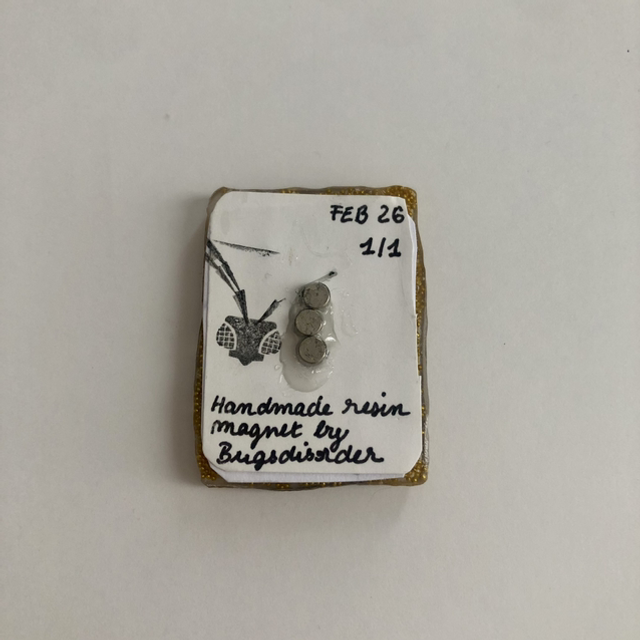 FEB 26
1/1
Handmade resin
magnet by
Bugsdisorder